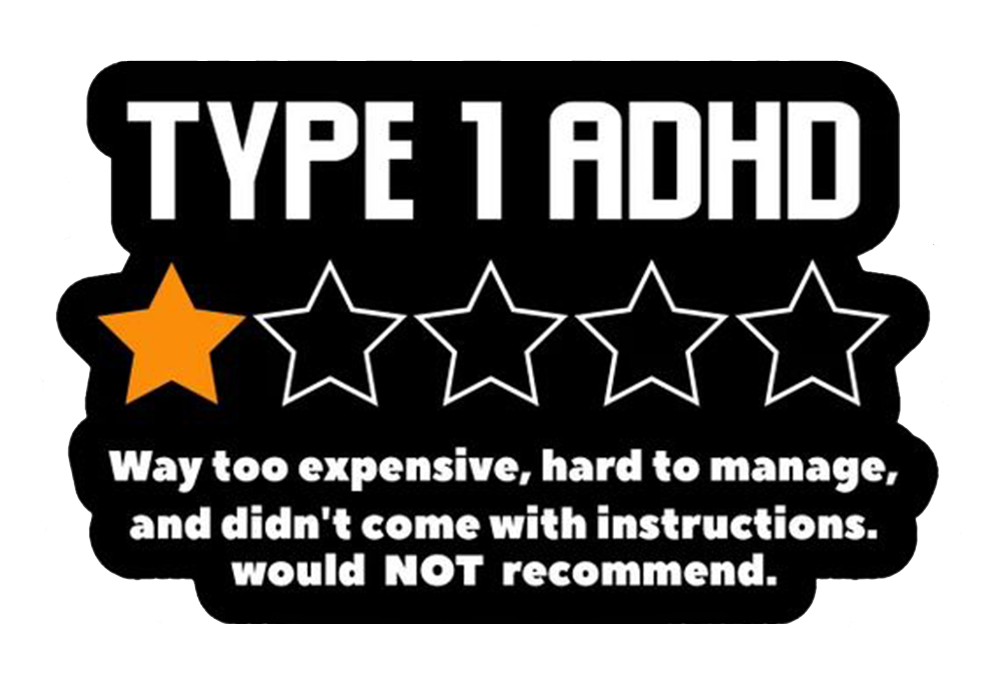 TYPE 1 ADHD
Way too expensive, hard to manage,
and didn't come with instructions.
would NOT recommend.